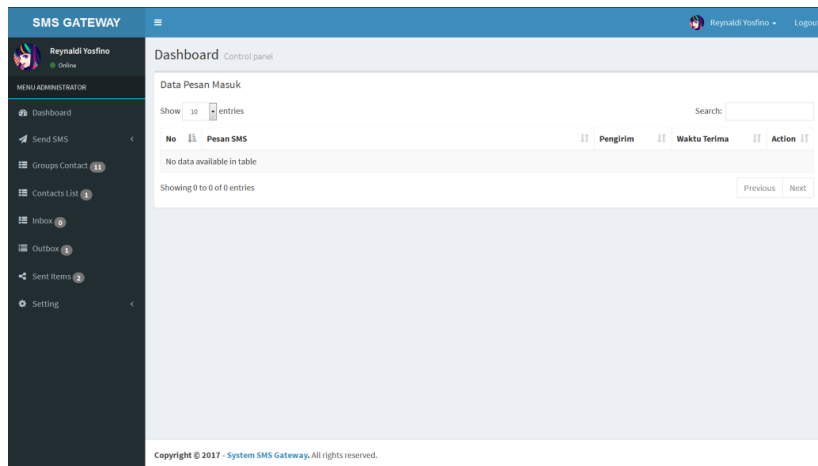 SMS GATEWAY
Reynaldi Yosfino
Logou
Reynaldi Yosfino
Online
MENU ADMINISTRATOR
Dashboard
Send SMS
Groups Contact 11
Contacts List 1
Inbox 0
Outbox 1
Sent Items 2
Setting
Dashboard Control panel
Data Pesan Masuk
Show 10 entries
Search:
No Pesan SMS Pengirim Waktu Terima Action
No data available in table
Showing 0 to 0 of 0 entries
Previous Next
Copyright © 2017 - System SMS Gateway. All rights reserved.